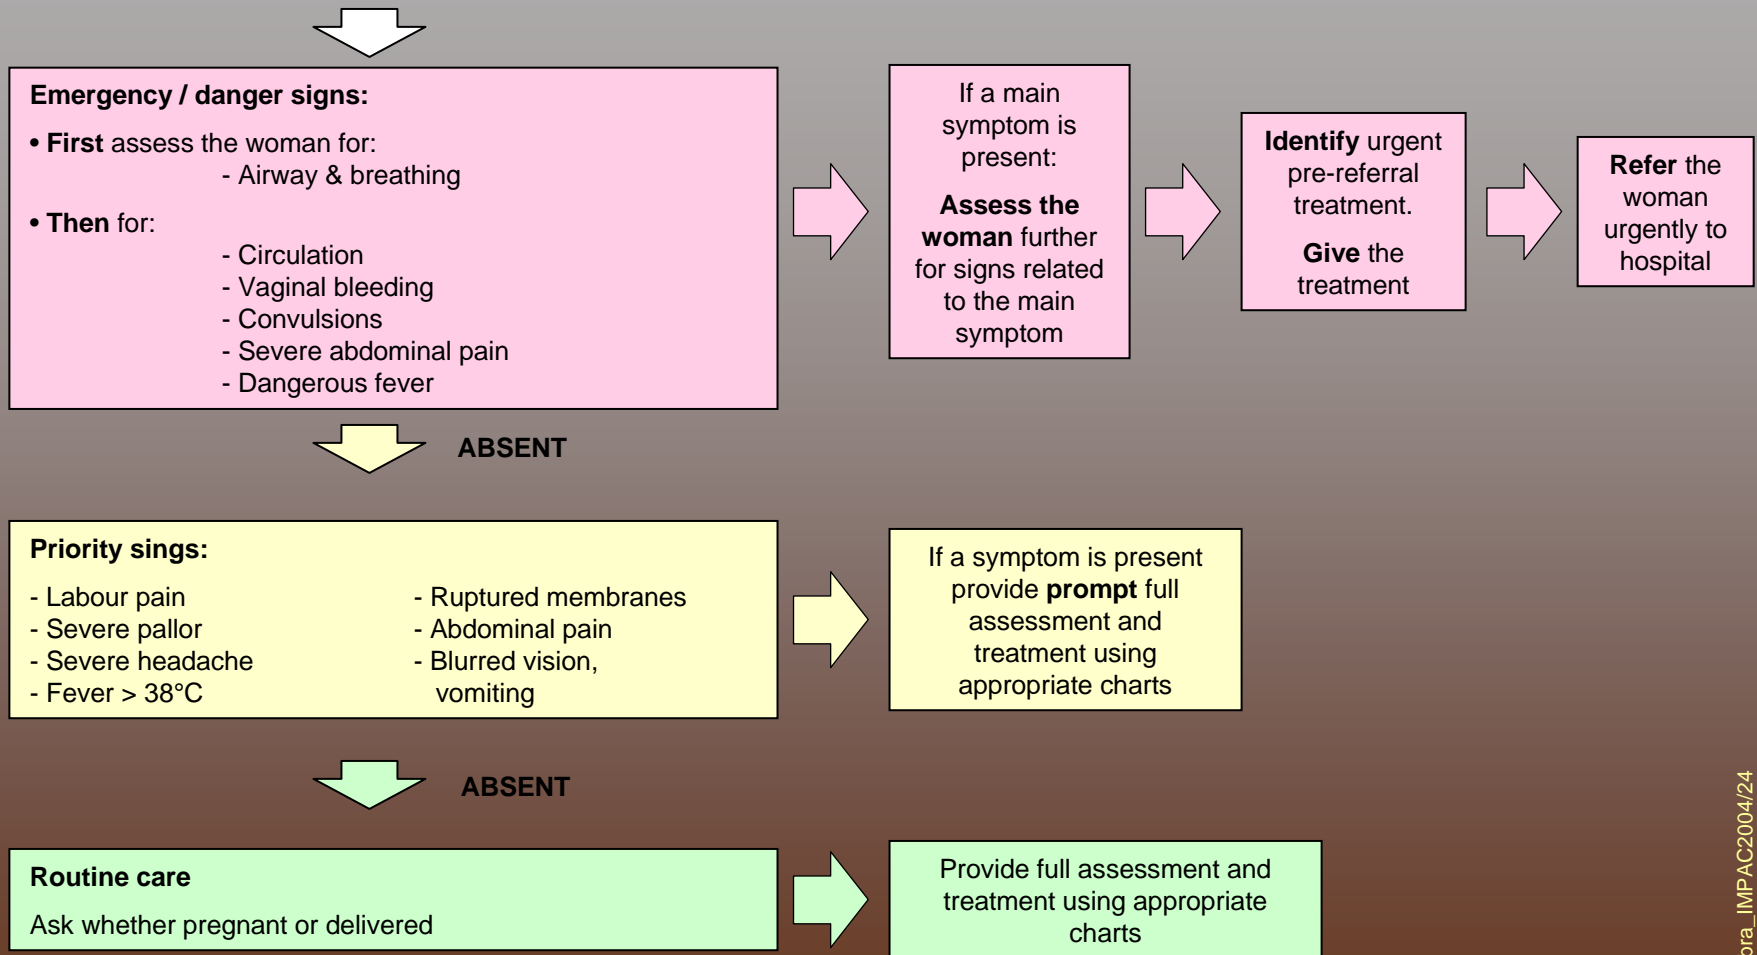 Emergency / danger signs:
• First assess the woman for:
- Airway & breathing
• Then for:
- Circulation
- Vaginal bleeding
- Convulsions
- Severe abdominal pain
- Dangerous fever
If a main
symptom is
present:
Assess the
woman further
for signs related
to the main
symptom
Identify urgent
pre-referral
treatment.
Give the
treatment
Refer the
woman
urgently to
hospital
ABSENT
Priority sings:
- Labour pain
- Severe pallor
- Severe headache
- Fever > 38°C
- Ruptured membranes
- Abdominal pain
- Blurred vision,
vomiting
If a symptom is present
provide prompt full
assessment and
treatment using
appropriate charts
ABSENT
Routine care
Ask whether pregnant or delivered
Provide full assessment and
treatment using appropriate
charts
ora_IMPAC2004/24